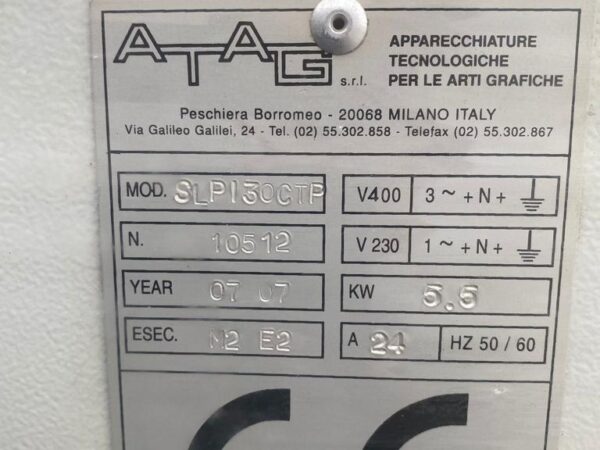 ATAG s.r.l.
APPARECCHIATURE
TECNOLOGICHE
PER LE ARTI GRAFICHE
Peschiera Borromeo - 20068 MILANO ITALY
Via Galileo Galilei, 24 - Tel. (02) 55.302.858 - Telefax (02) 55.302.867
MOD. SLP130CTP
V400 3 ~ + N +
N. 10512
V 230 1 ~ + N +
YEAR 07 07
KW 5.5
ESEC. M2 E2
A 24 HZ 50 / 60
CE